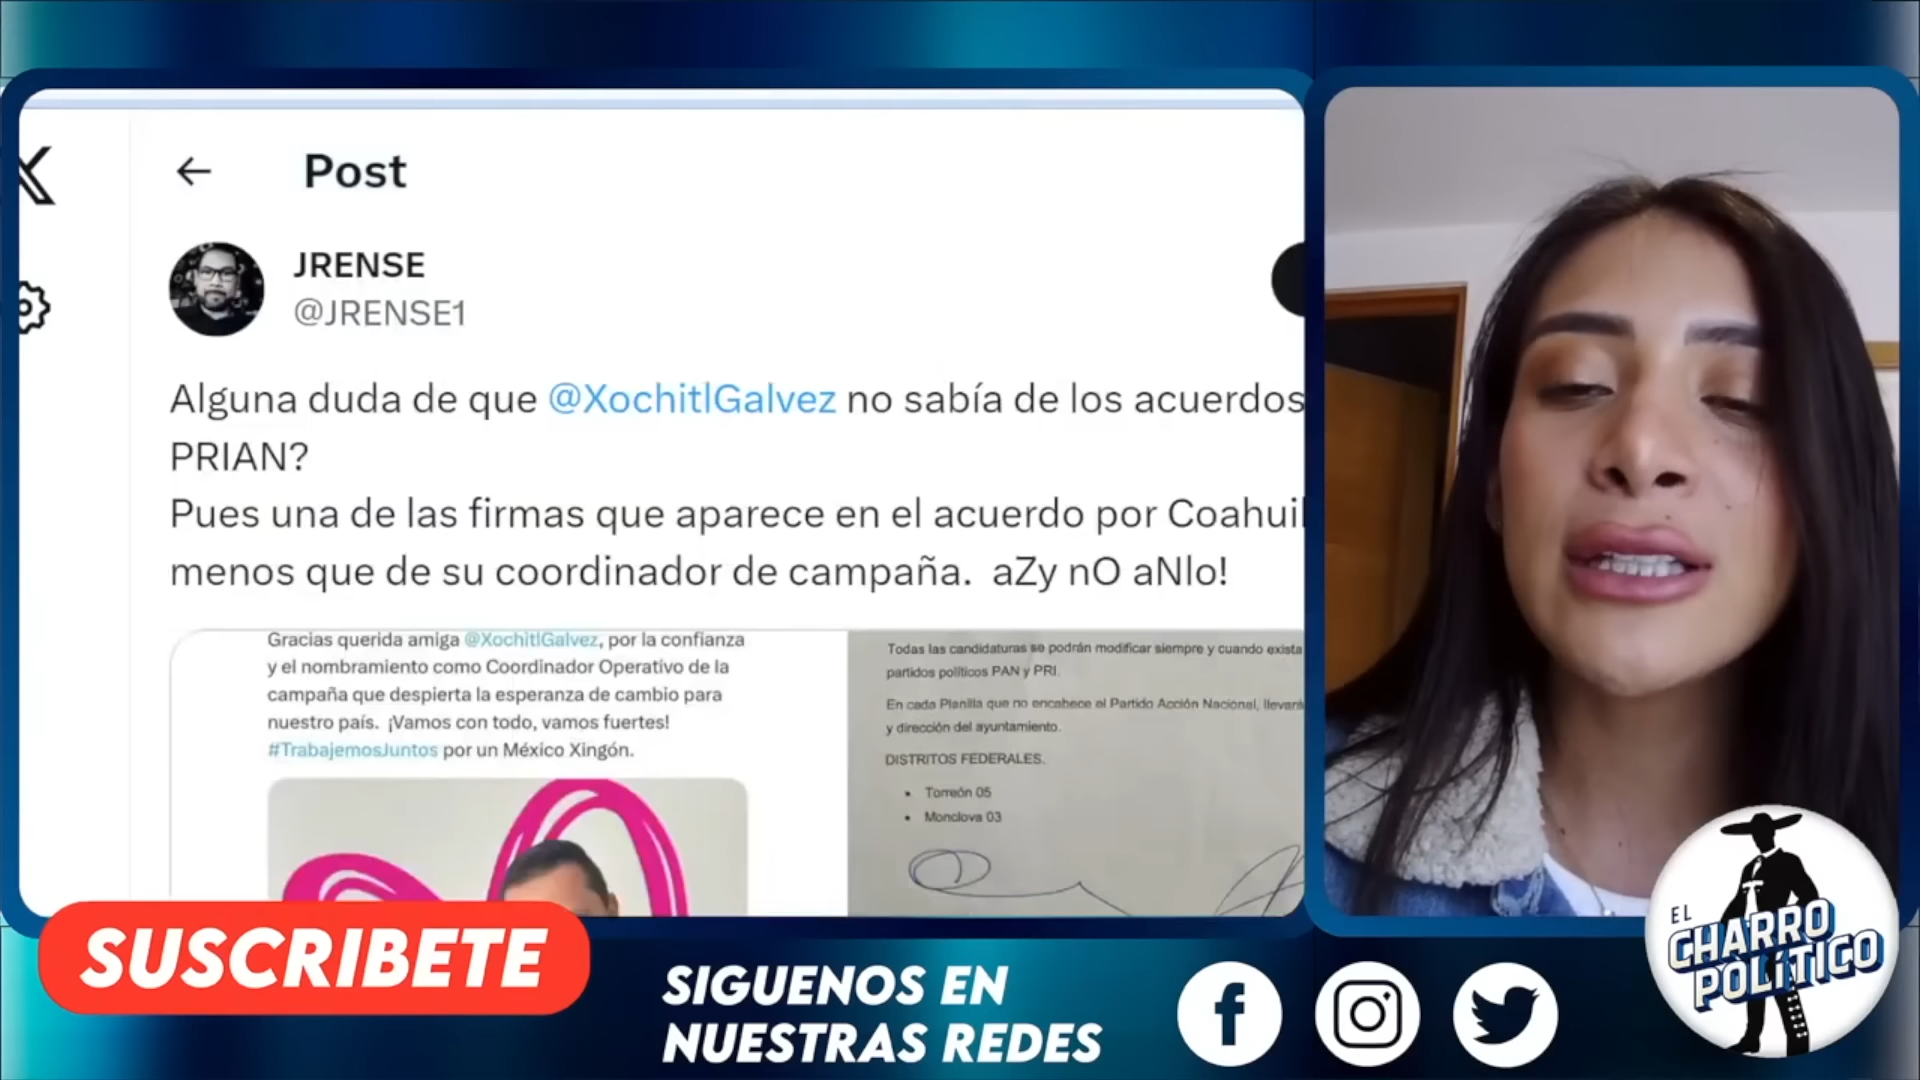 Post
JRENSE
@JRENSE1
Alguna duda de que @XochitlGalvez no sabía de los acuerdos
PRIAN?
Pues una de las firmas que aparece en el acuerdo por Coahuil
menos que de su coordinador de campaña. aZy nO aNlo!
Gracias querida amiga @XochitlGalvez, por la confianza
y el nombramiento como Coordinador Operativo de la
campaña que despierta la esperanza de cambio para
nuestro país. ¡Vamos con todo, vamos fuertes!
#TrabajemosJuntos por un México Xingón.
Todas las candidaturas se podrán modificar siempre y cuando exista
partidos políticos PAN y PRI.
En cada Planilla que no encabece el Partido Acción Nacional, llevará
y dirección del ayuntamiento.
DISTRITOS FEDERALES.
• Torreón 05
• Monclova 03
SUSCRIBETE
SIGUENOS EN
NUESTRAS REDES
EL
CHARRO
POLÍTICO